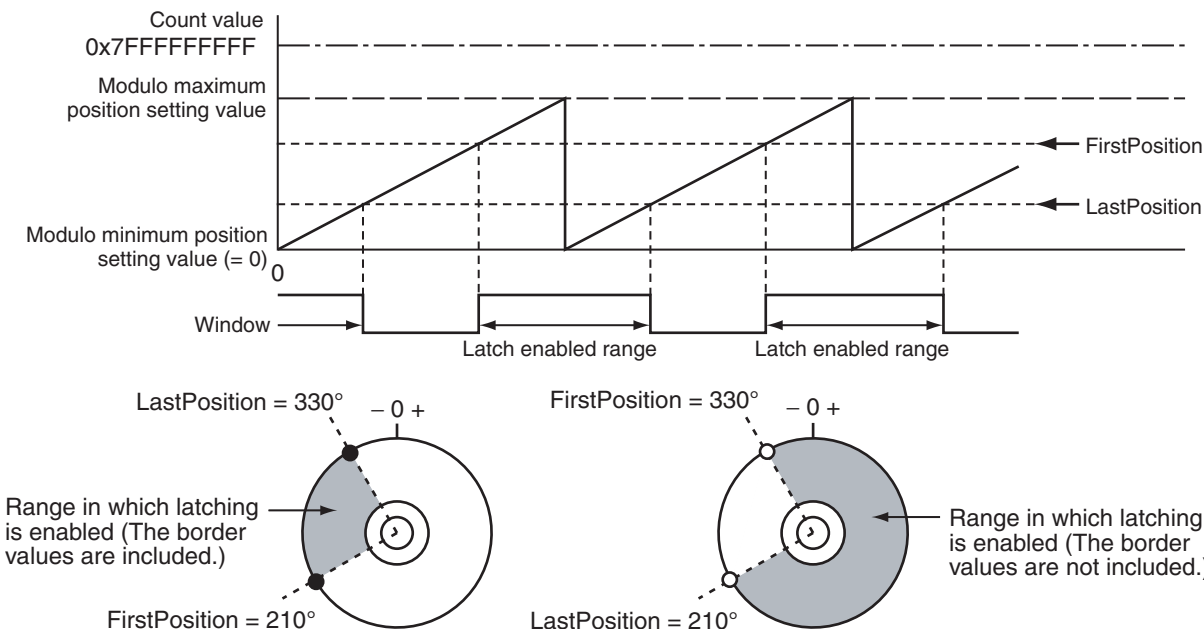 Count value
0x7FFFFFFFFF
Modulo maximum
position setting value
FirstPosition
LastPosition
Modulo minimum position
setting value (= 0)
0
Window
Latch enabled range
Latch enabled range
LastPosition = 330°
– 0 +
FirstPosition = 330°
– 0 +
Range in which latching
is enabled (The border
values are included.)
Range in which latching
is enabled (The border
values are not included.)
FirstPosition = 210°
LastPosition = 210°